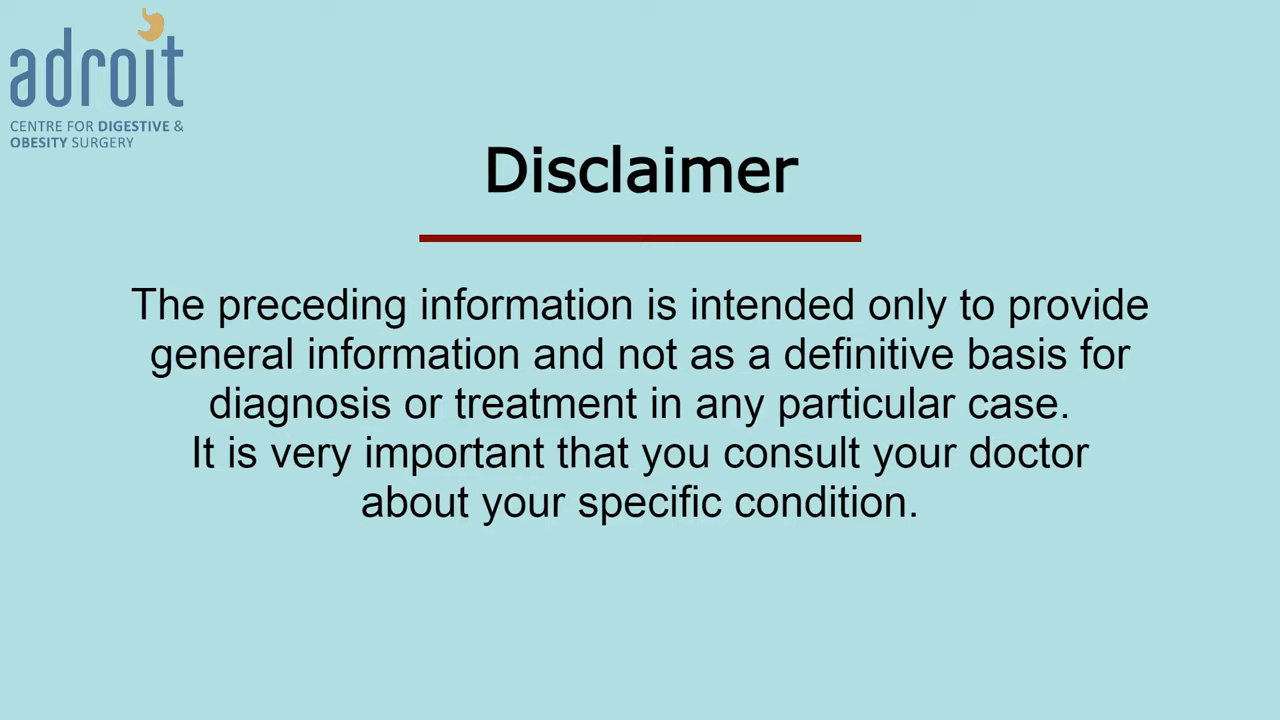 adroit
CENTRE FOR DIGESTIVE &
OBESITY SURGERY
Disclaimer
The preceding information is intended only to provide
general information and not as a definitive basis for
diagnosis or treatment in any particular case.
It is very important that you consult your doctor
about your specific condition.